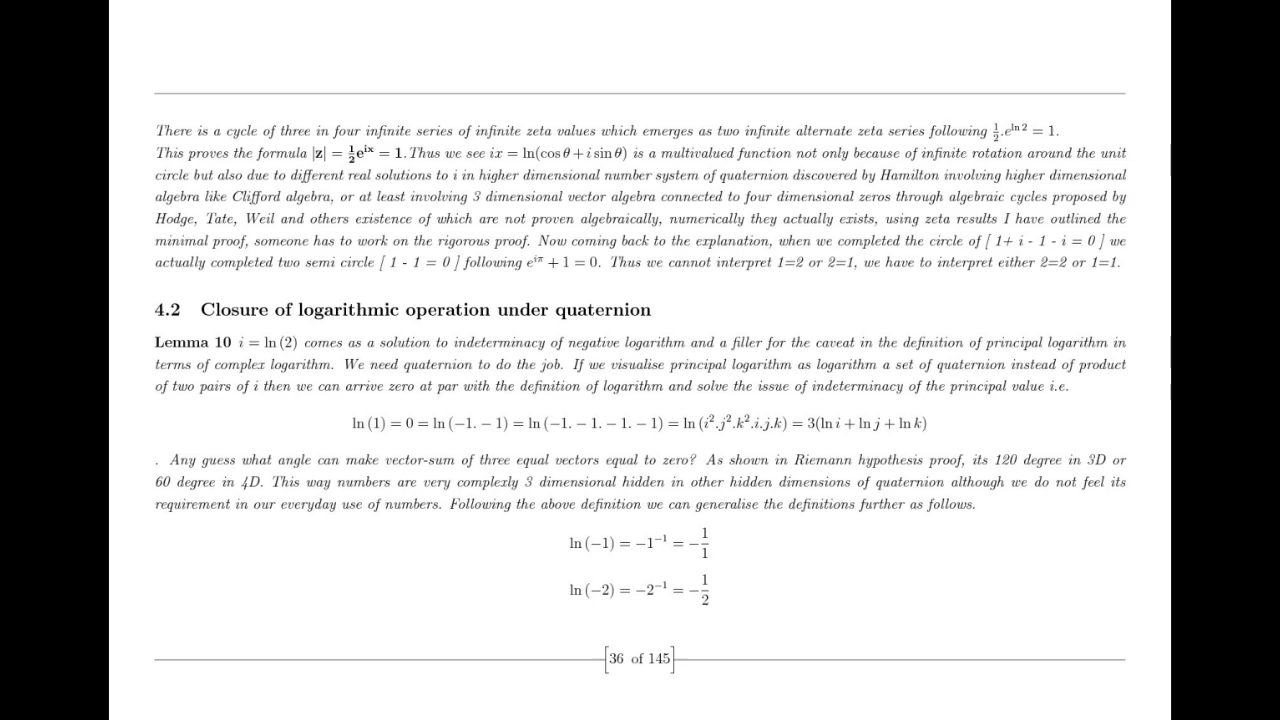 There is a cycle of three in four infinite series of infinite zeta values which emerges as two infinite alternate zeta series following ½.e^{ln 2} = 1.
This proves the formula |z| = ½e^{ix} = 1. Thus we see ix = ln(cos θ + i sin θ) is a multivalued function not only because of infinite rotation around the unit
circle but also due to different real solutions to i in higher dimensional number system of quaternion discovered by Hamilton involving higher dimensional
algebra like Clifford algebra, or at least involving 3 dimensional vector algebra connected to four dimensional zeros through algebraic cycles proposed by
Hodge, Tate, Weil and others existence of which are not proven algebraically, numerically they actually exists, using zeta results I have outlined the
minimal proof, someone has to work on the rigorous proof. Now coming back to the explanation, when we completed the circle of [ 1+ i - 1 - i = 0 ] we
actually completed two semi circle [ 1 - 1 = 0 ] following e^{iπ} + 1 = 0. Thus we cannot interpret 1=2 or 2=1, we have to interpret either 2=2 or 1=1.
4.2 Closure of logarithmic operation under quaternion
Lemma 10 i = ln (2) comes as a solution to indeterminacy of negative logarithm and a filler for the caveat in the definition of principal logarithm in
terms of complex logarithm. We need quaternion to do the job. If we visualise principal logarithm as logarithm a set of quaternion instead of product
of two pairs of i then we can arrive zero at par with the definition of logarithm and solve the issue of indeterminacy of the principal value i.e.
ln (1) = 0 = ln (−1. − 1) = ln (−1. − 1. − 1. − 1) = ln (i².j².k².i.j.k) = 3(ln i + ln j + ln k)
. Any guess what angle can make vector-sum of three equal vectors equal to zero? As shown in Riemann hypothesis proof, its 120 degree in 3D or
60 degree in 4D. This way numbers are very complexly 3 dimensional hidden in other hidden dimensions of quaternion although we do not feel its
requirement in our everyday use of numbers. Following the above definition we can generalise the definitions further as follows.
ln (−1) = −1⁻¹ = −1/1
ln (−2) = −2⁻¹ = −1/2
36 of 145